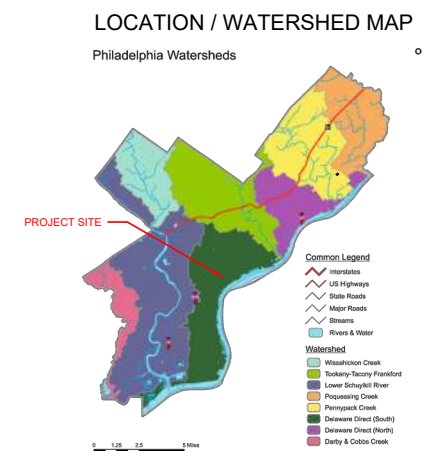 LOCATION / WATERSHED MAP
Philadelphia Watersheds
PROJECT SITE
Common Legend
Interstates
US Highways
State Roads
Major Roads
Streams
Rivers & Water
Watershed
Wissahickon Creek
Tookany-Tacony Frankford
Lower Schuylkill River
Poquessing Creek
Pennypack Creek
Delaware Direct (South)
Delaware Direct (North)
Darby & Cobbs Creek
0 1.25 2.5 5 Miles